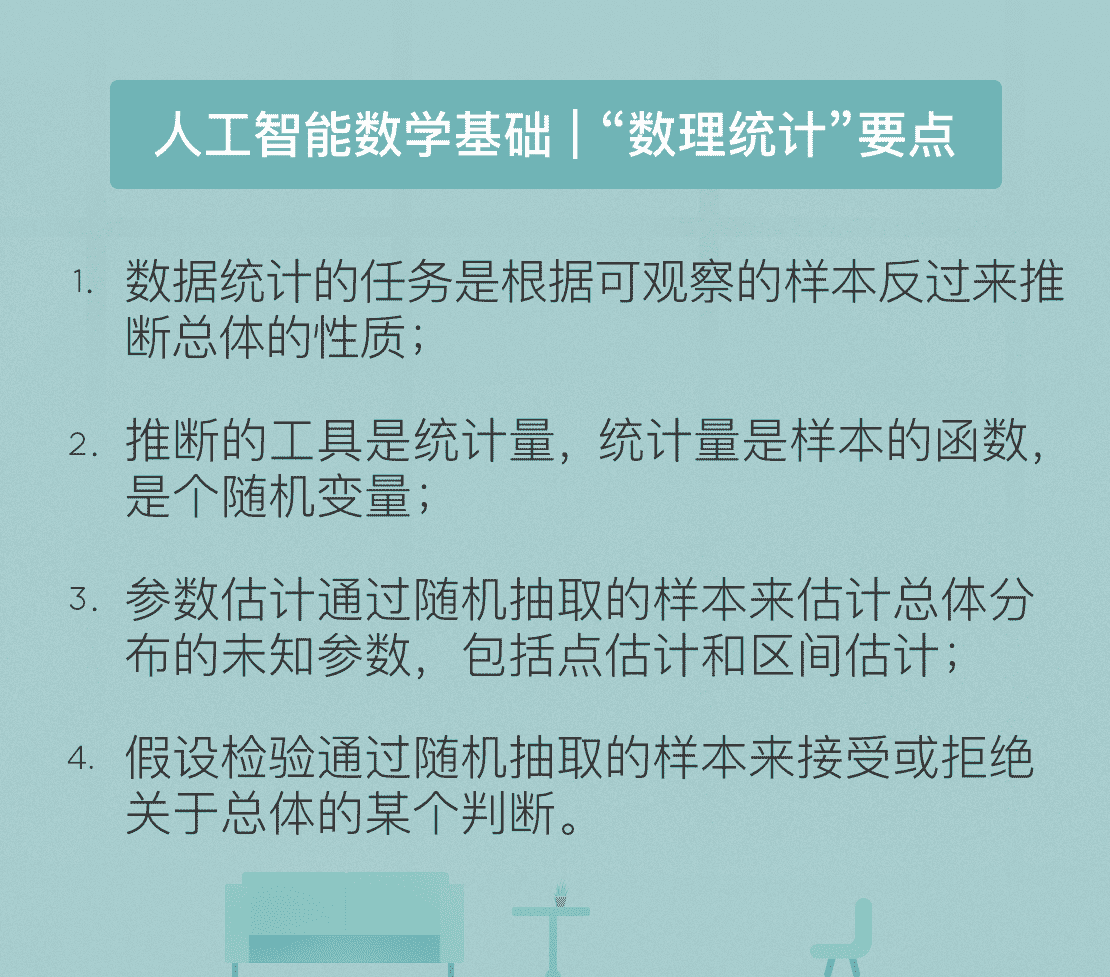 人工智能数学基础｜“数理统计”要点
1. 数据统计的任务是根据可观察的样本反过来推
断总体的性质；
2. 推断的工具是统计量，统计量是样本的函数，
是个随机变量；
3. 参数估计通过随机抽取的样本来估计总体分
布的未知参数，包括点估计和区间估计；
4. 假设检验通过随机抽取的样本来接受或拒绝
关于总体的某个判断。